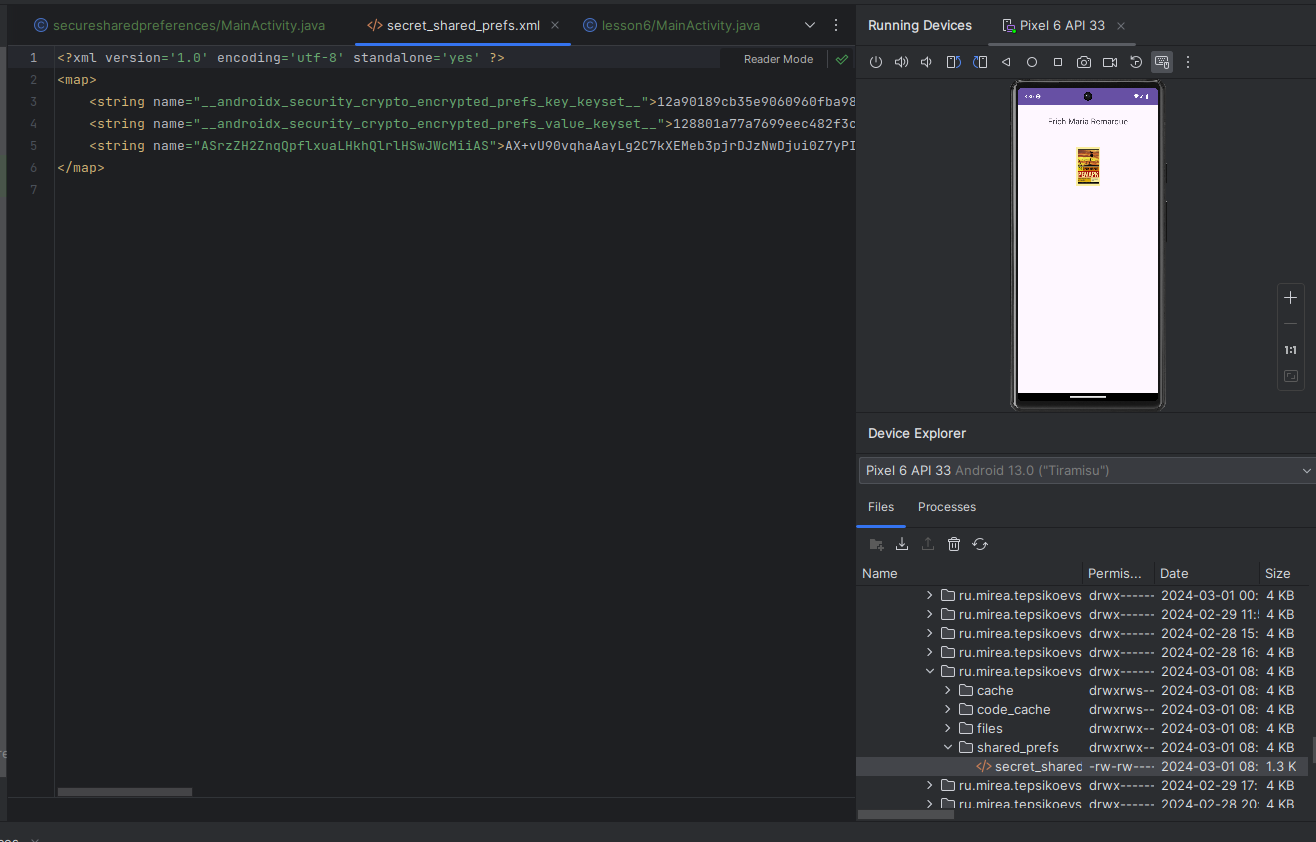 securesharedpreferences/MainActivity.java
secret_shared_prefs.xml
lesson6/MainActivity.java
Reader Mode
1 <?xml version='1.0' encoding='utf-8' standalone='yes' ?>
2 <map>
3 <string name="__androidx_security_crypto_encrypted_prefs_key_keyset__">12a90189cb35e9060960fba98
4 <string name="__androidx_security_crypto_encrypted_prefs_value_keyset__">128801a77a7699eec482f3c
5 <string name="ASrzZH2ZnqQpflxuaLHkhQlrlHSwJWcMiiAS">AX+vU90vqhaAayLg2C7kXEMeb3pjrDJzNwDjui0Z7yPI
6 </map>
7
Running Devices
Pixel 6 API 33
Erich Maria Remarque
РЕМАРК
1:1
Device Explorer
Pixel 6 API 33 Android 13.0 ("Tiramisu")
Files Processes
Name Permis... Date Size
ru.mirea.tepsikoevs drwx------ 2024-03-01 00: 4 KB
ru.mirea.tepsikoevs drwx------ 2024-02-29 11: 4 KB
ru.mirea.tepsikoevs drwx------ 2024-02-28 15: 4 KB
ru.mirea.tepsikoevs drwx------ 2024-02-28 16: 4 KB
ru.mirea.tepsikoevs drwx------ 2024-03-01 08: 4 KB
cache drwxrws-- 2024-03-01 08: 4 KB
code_cache drwxrws-- 2024-03-01 08: 4 KB
files drwxrwx-- 2024-03-01 08: 4 KB
shared_prefs drwxrwx-- 2024-03-01 08: 4 KB
secret_shared -rw-rw---- 2024-03-01 08: 1.3 K
ru.mirea.tepsikoevs drwx------ 2024-02-29 17: 4 KB
ru.mirea.tepsikoevs drwx------ 2024-02-28 20: 4 KB